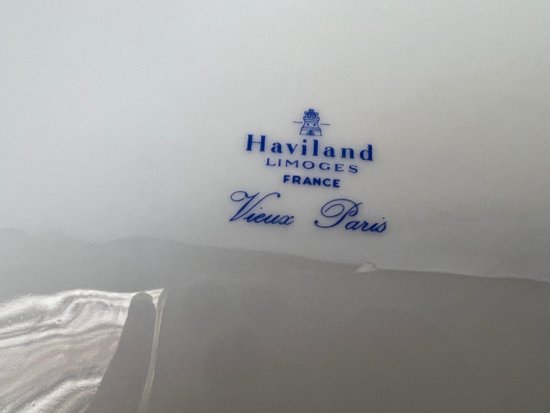 Haviland
LIMOGES
FRANCE
Vieux Paris